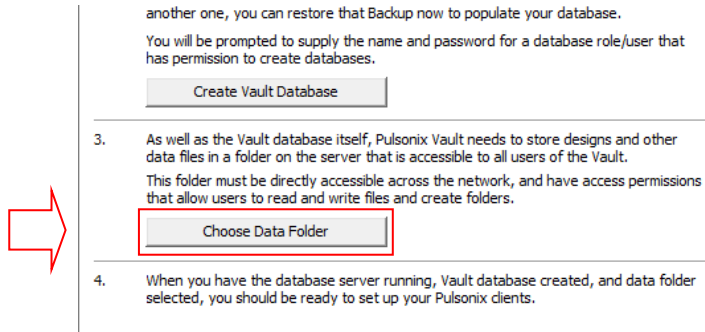 another one, you can restore that Backup now to populate your database.
You will be prompted to supply the name and password for a database role/user that
has permission to create databases.
Create Vault Database
3. As well as the Vault database itself, Pulsonix Vault needs to store designs and other
data files in a folder on the server that is accessible to all users of the Vault.
This folder must be directly accessible across the network, and have access permissions
that allow users to read and write files and create folders.
Choose Data Folder
4. When you have the database server running, Vault database created, and data folder
selected, you should be ready to set up your Pulsonix clients.